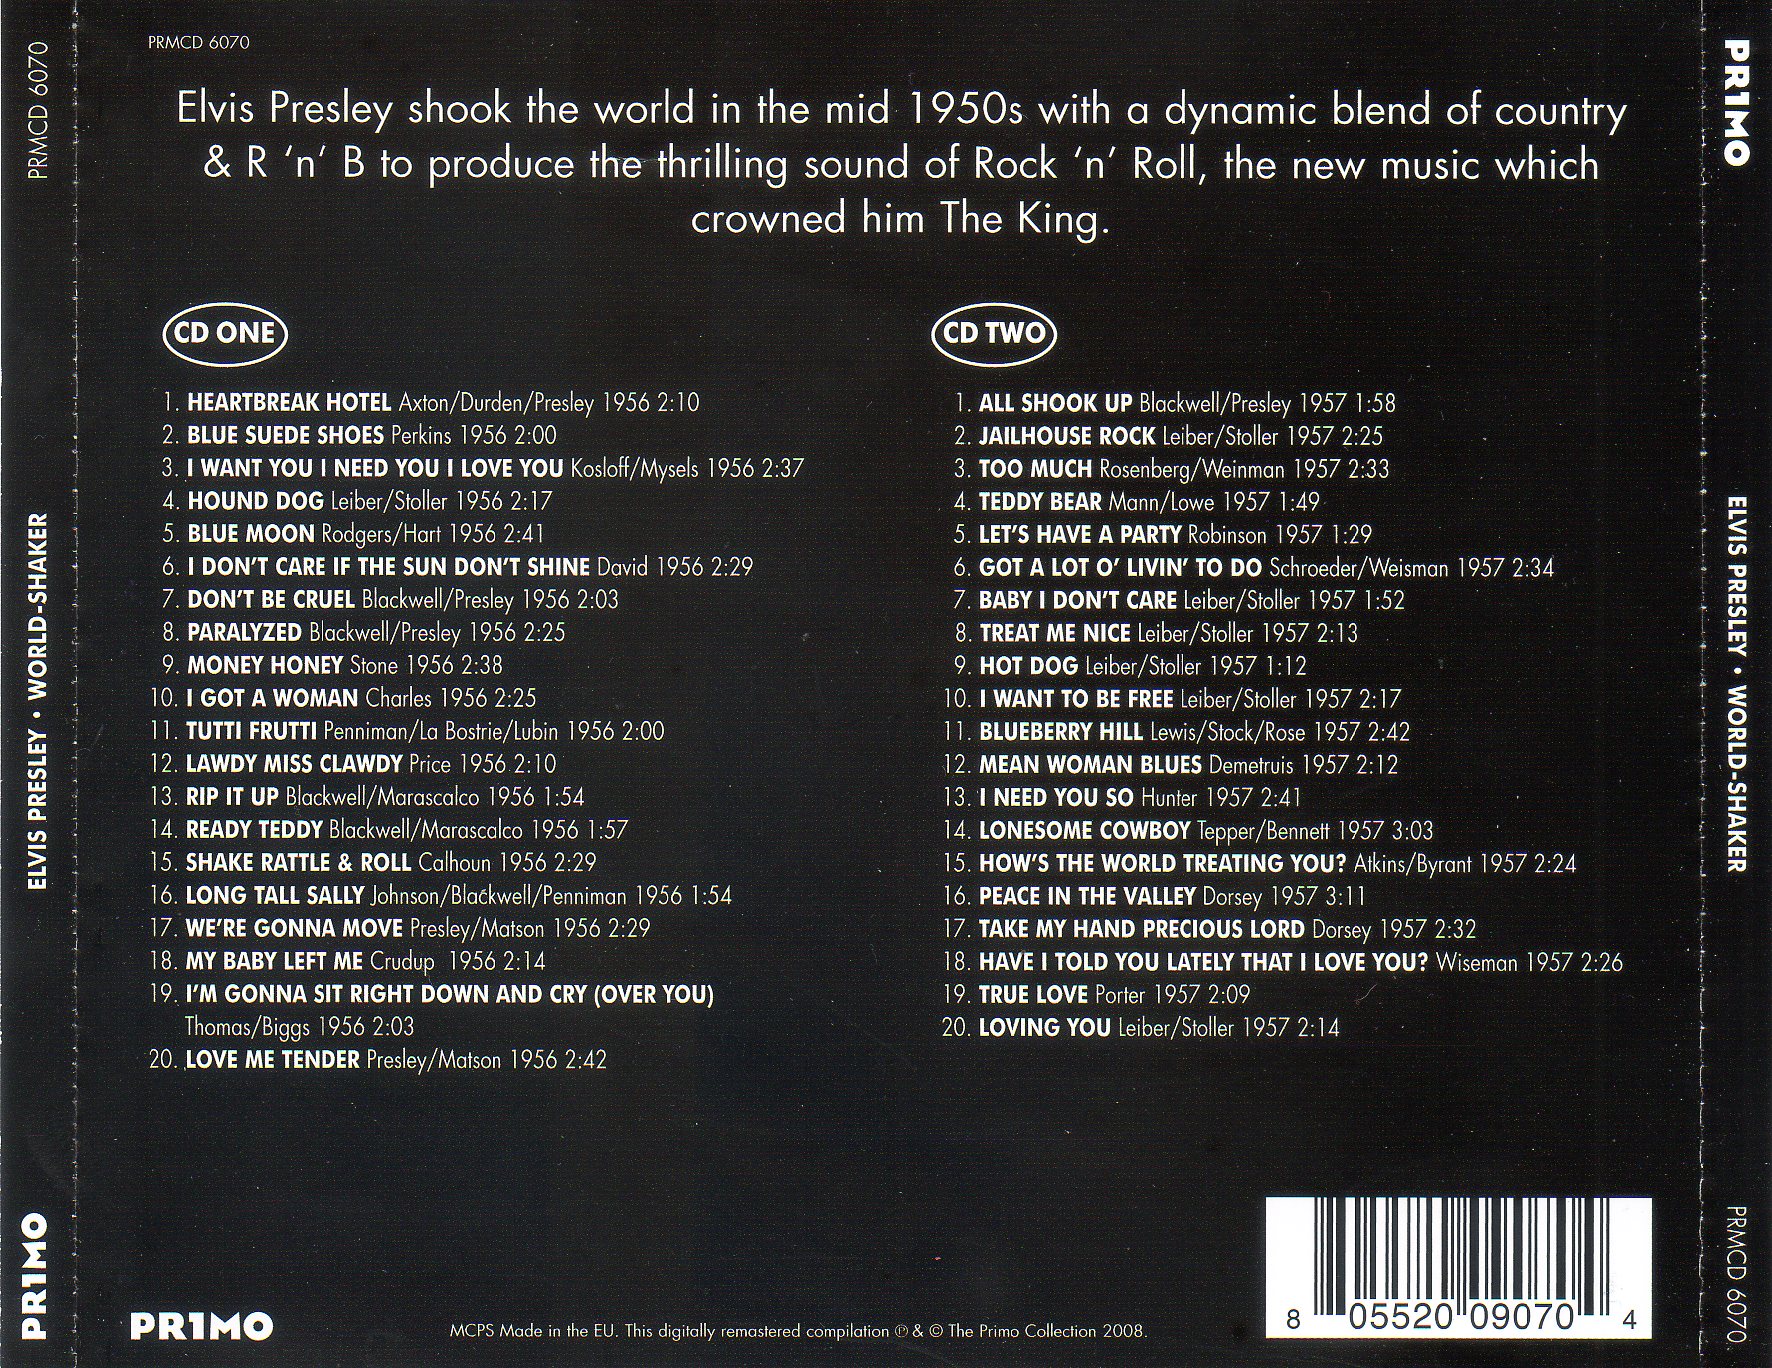 PRMCD 6070
Elvis Presley shook the world in the mid 1950s with a dynamic blend of country
& R ‘n’ B to produce the thrilling sound of Rock ‘n’ Roll, the new music which
crowned him The King.
CD ONE
1. HEARTBREAK HOTEL Axton/Durden/Presley 1956 2:10
2. BLUE SUEDE SHOES Perkins 1956 2:00
3. I WANT YOU I NEED YOU I LOVE YOU Kosloff/Mysels 1956 2:37
4. HOUND DOG Leiber/Stoller 1956 2:17
5. BLUE MOON Rodgers/Hart 1956 2:41
6. I DON’T CARE IF THE SUN DON’T SHINE David 1956 2:29
7. DON’T BE CRUEL Blackwell/Presley 1956 2:03
8. PARALYZED Blackwell/Presley 1956 2:25
9. MONEY HONEY Stone 1956 2:38
10. I GOT A WOMAN Charles 1956 2:25
11. TUTTI FRUTTI Penniman/La Bostrie/Lubin 1956 2:00
12. LAWDY MISS CLAWDY Price 1956 2:10
13. RIP IT UP Blackwell/Marascalco 1956 1:54
14. READY TEDDY Blackwell/Marascalco 1956 1:57
15. SHAKE RATTLE & ROLL Calhoun 1956 2:29
16. LONG TALL SALLY Johnson/Blackwell/Penniman 1956 1:54
17. WE’RE GONNA MOVE Presley/Matson 1956 2:29
18. MY BABY LEFT ME Crudup 1956 2:14
19. I’M GONNA SIT RIGHT DOWN AND CRY (OVER YOU)
Thomas/Biggs 1956 2:03
20. LOVE ME TENDER Presley/Matson 1956 2:42
CD TWO
1. ALL SHOOK UP Blackwell/Presley 1957 1:58
2. JAILHOUSE ROCK Leiber/Stoller 1957 2:25
3. TOO MUCH Rosenberg/Weinman 1957 2:33
4. TEDDY BEAR Mann/Lowe 1957 1:49
5. LET’S HAVE A PARTY Robinson 1957 1:29
6. GOT A LOT O’ LIVIN’ TO DO Schroeder/Weisman 1957 2:34
7. BABY I DON’T CARE Leiber/Stoller 1957 1:52
8. TREAT ME NICE Leiber/Stoller 1957 2:13
9. HOT DOG Leiber/Stoller 1957 1:12
10. I WANT TO BE FREE Leiber/Stoller 1957 2:17
11. BLUEBERRY HILL Lewis/Stock/Rose 1957 2:42
12. MEAN WOMAN BLUES Demetruis 1957 2:12
13. I NEED YOU SO Hunter 1957 2:41
14. LONESOME COWBOY Tepper/Bennett 1957 3:03
15. HOW’S THE WORLD TREATING YOU? Atkins/Byrant 1957 2:24
16. PEACE IN THE VALLEY Dorsey 1957 3:11
17. TAKE MY HAND PRECIOUS LORD Dorsey 1957 2:32
18. HAVE I TOLD YOU LATELY THAT I LOVE YOU? Wiseman 1957 2:26
19. TRUE LOVE Porter 1957 2:09
20. LOVING YOU Leiber/Stoller 1957 2:14
PR1MO
MCPS Made in the EU. This digitally remastered compilation ℗ & © The Primo Collection 2008.
8 05520 09070 4
PR1MO
ELVIS PRESLEY • WORLD-SHAKER
PRMCD 6070
PR1MO
ELVIS PRESLEY • WORLD-SHAKER
PRMCD 6070